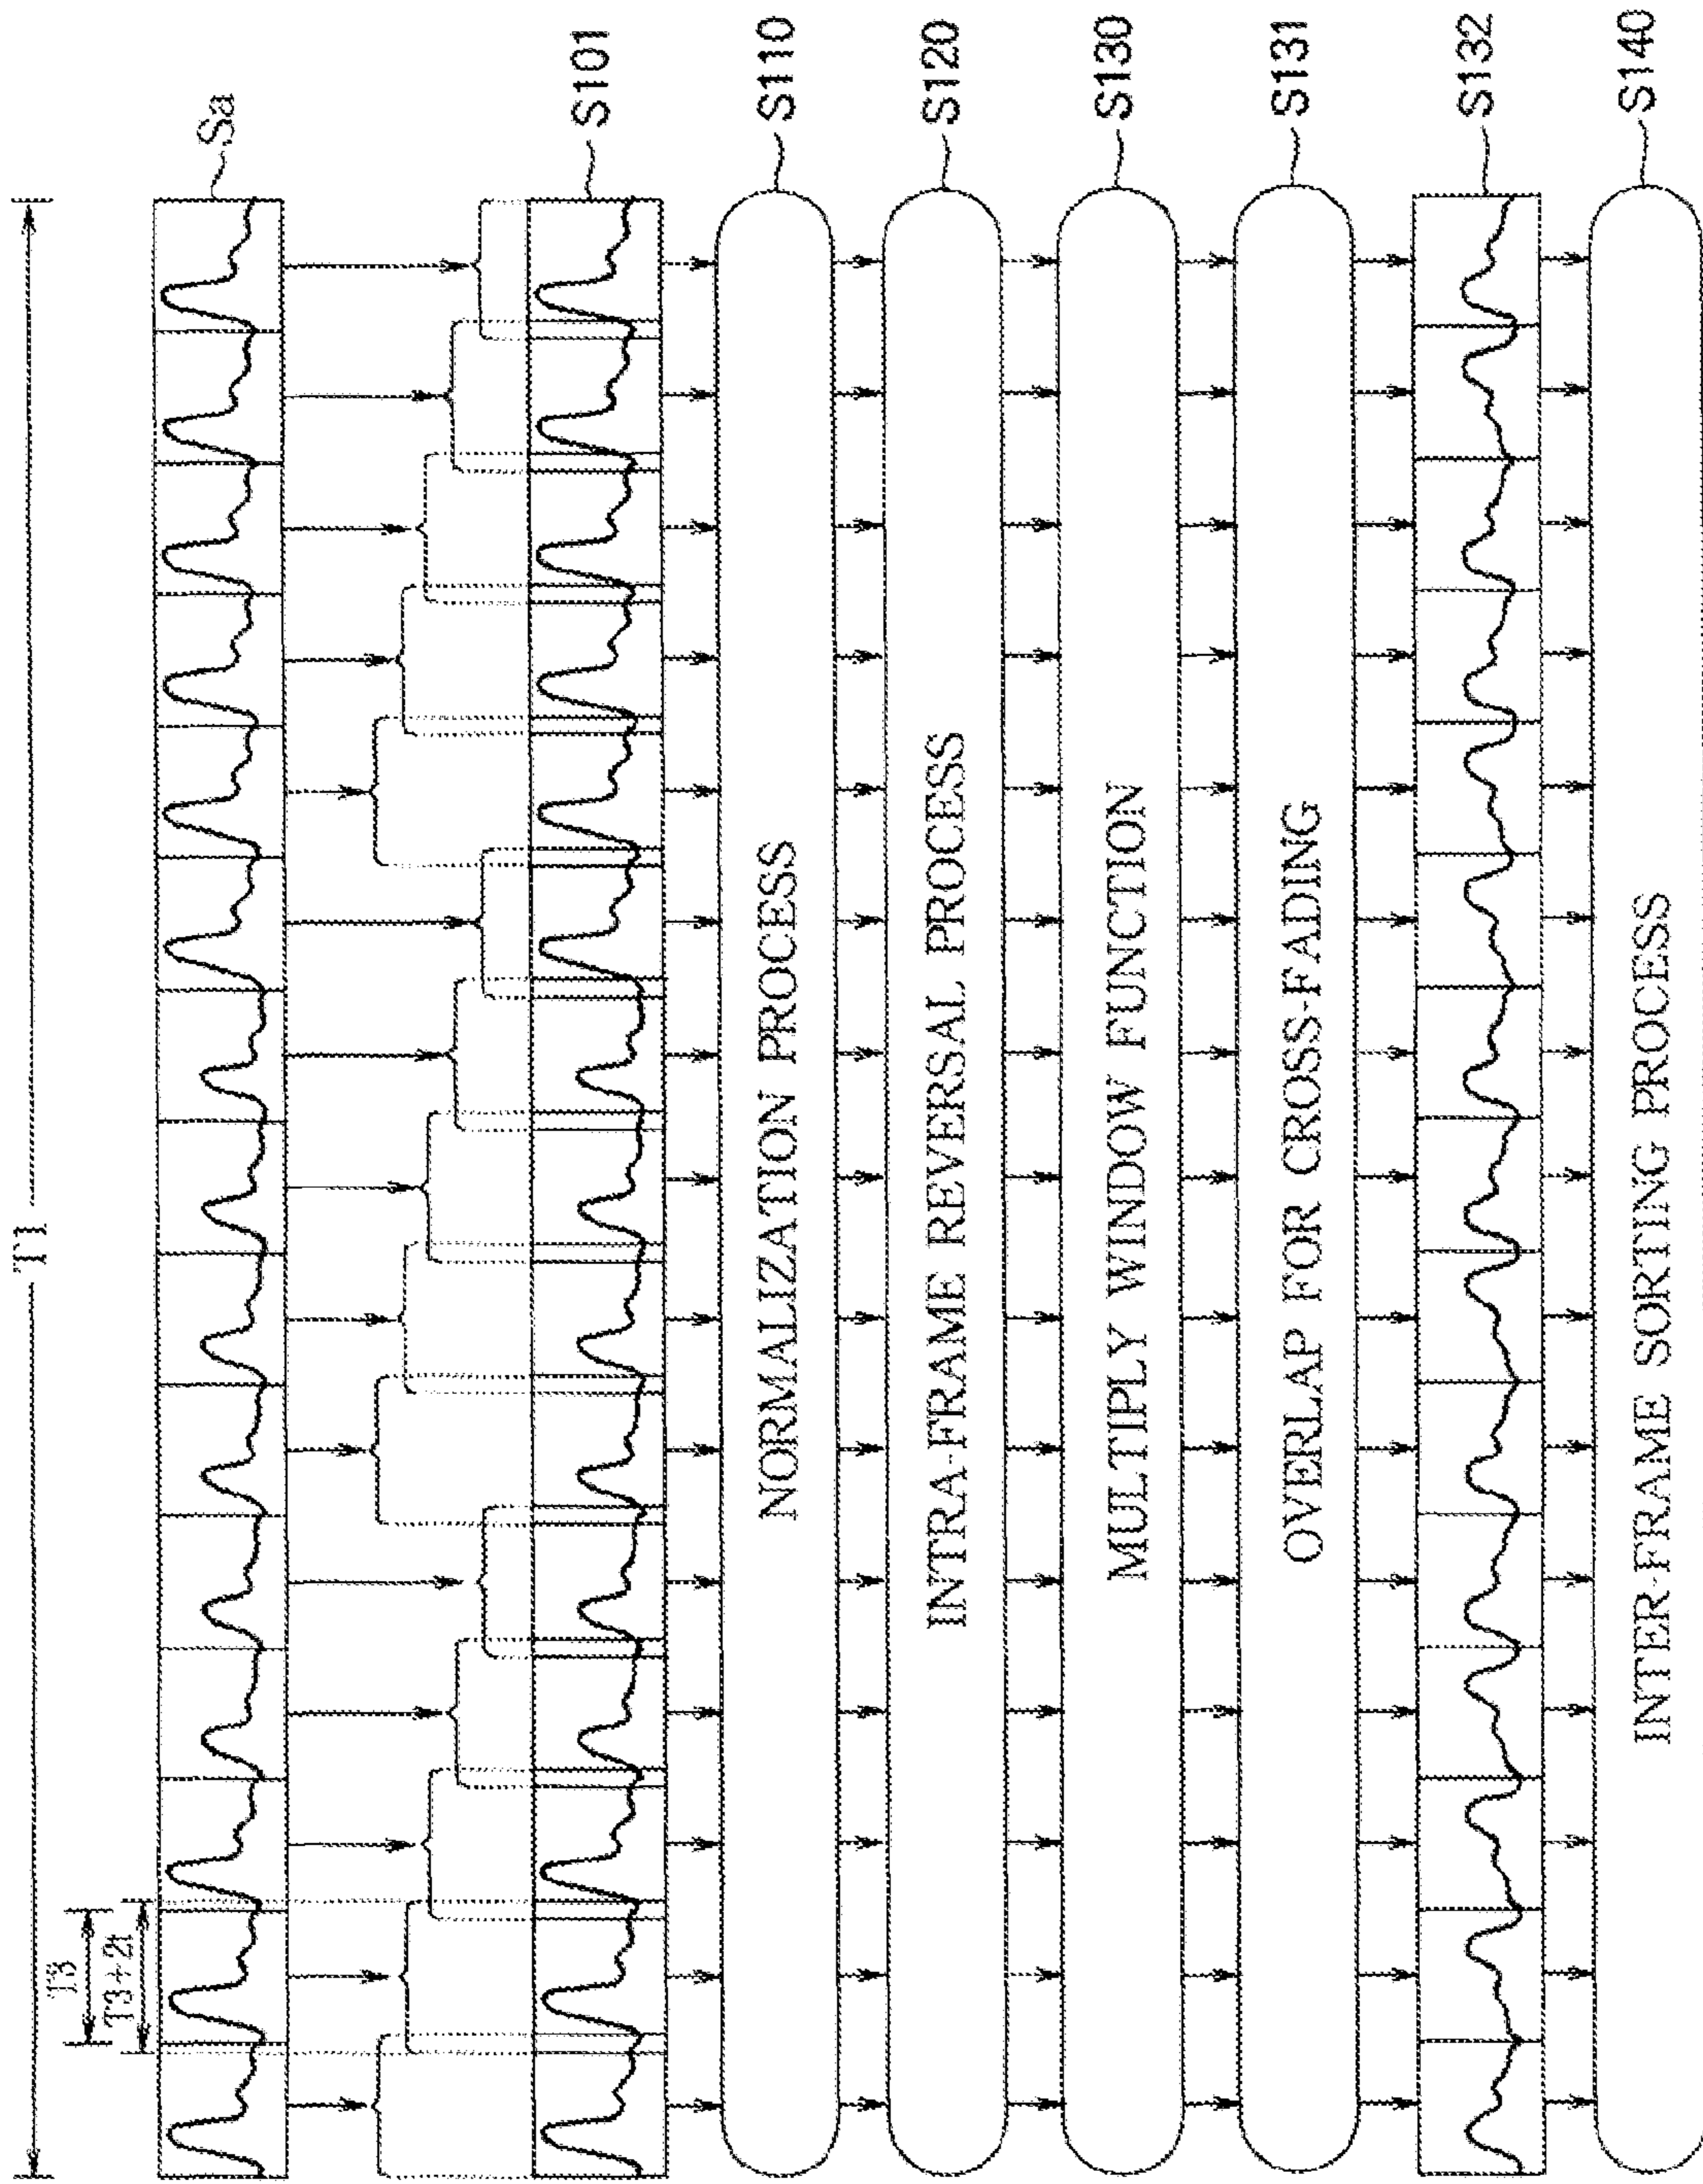 T1
T3
T3+2t
Sa
S101
NORMALIZATION PROCESS
S110
INTRA-FRAME REVERSAL PROCESS
S120
MULTIPLY WINDOW FUNCTION
S130
OVERLAP FOR CROSS-FADING
S131
S132
INTER-FRAME SORTING PROCESS
S140